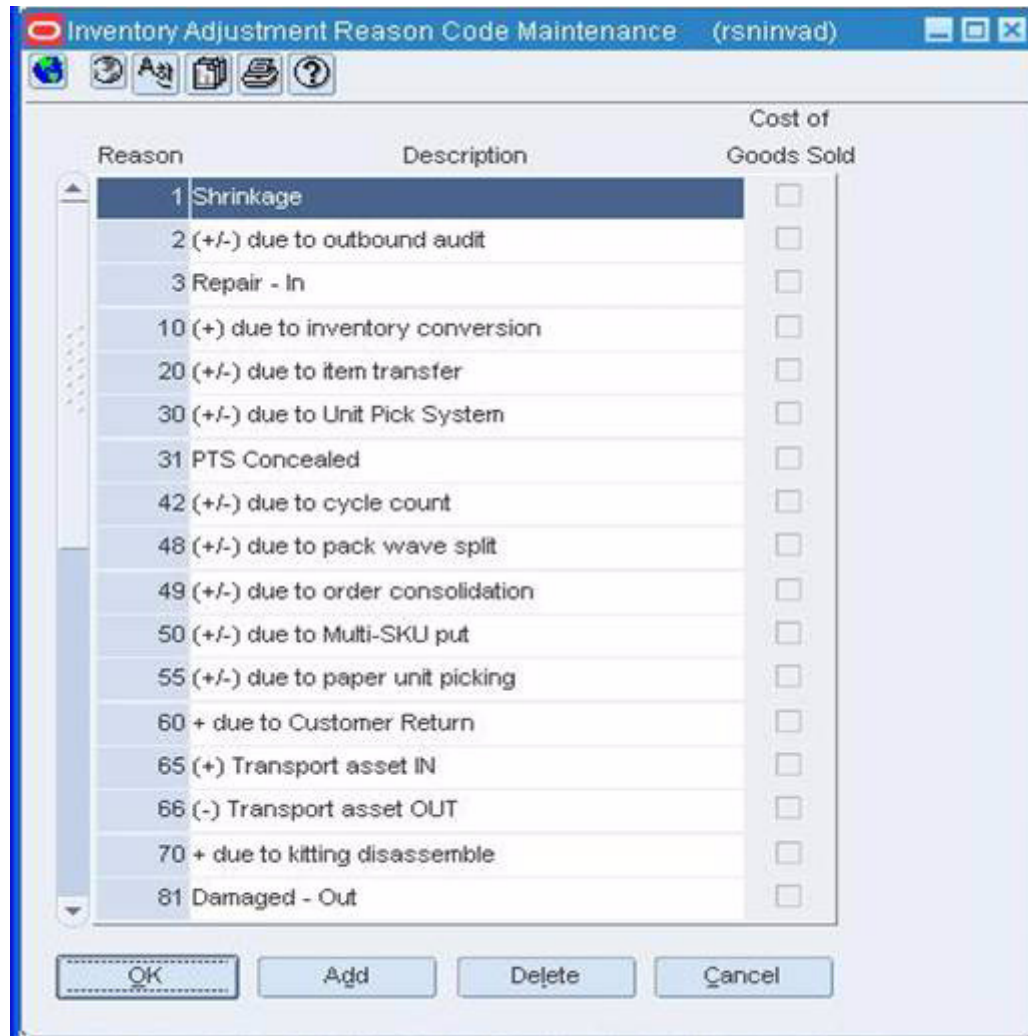 Inventory Adjustment Reason Code Maintenance (rsninvad)
Reason Description Cost of Goods Sold
1 Shrinkage
2 (+/-) due to outbound audit
3 Repair - In
10 (+) due to inventory conversion
20 (+/-) due to item transfer
30 (+/-) due to Unit Pick System
31 PTS Concealed
42 (+/-) due to cycle count
48 (+/-) due to pack wave split
49 (+/-) due to order consolidation
50 (+/-) due to Multi-SKU put
55 (+/-) due to paper unit picking
60 + due to Customer Return
65 (+) Transport asset IN
66 (-) Transport asset OUT
70 + due to kitting disassemble
81 Damaged - Out
OK Add Delete Cancel